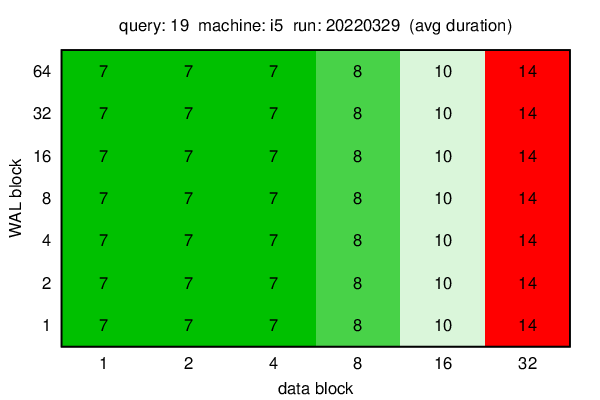 query: 19  machine: i5  run: 20220329  (avg duration)
64 7 7 7 8 10 14
32 7 7 7 8 10 14
16 7 7 7 8 10 14
8 7 7 7 8 10 14
4 7 7 7 8 10 14
2 7 7 7 8 10 14
1 7 7 7 8 10 14
WAL block
1 2 4 8 16 32
data block